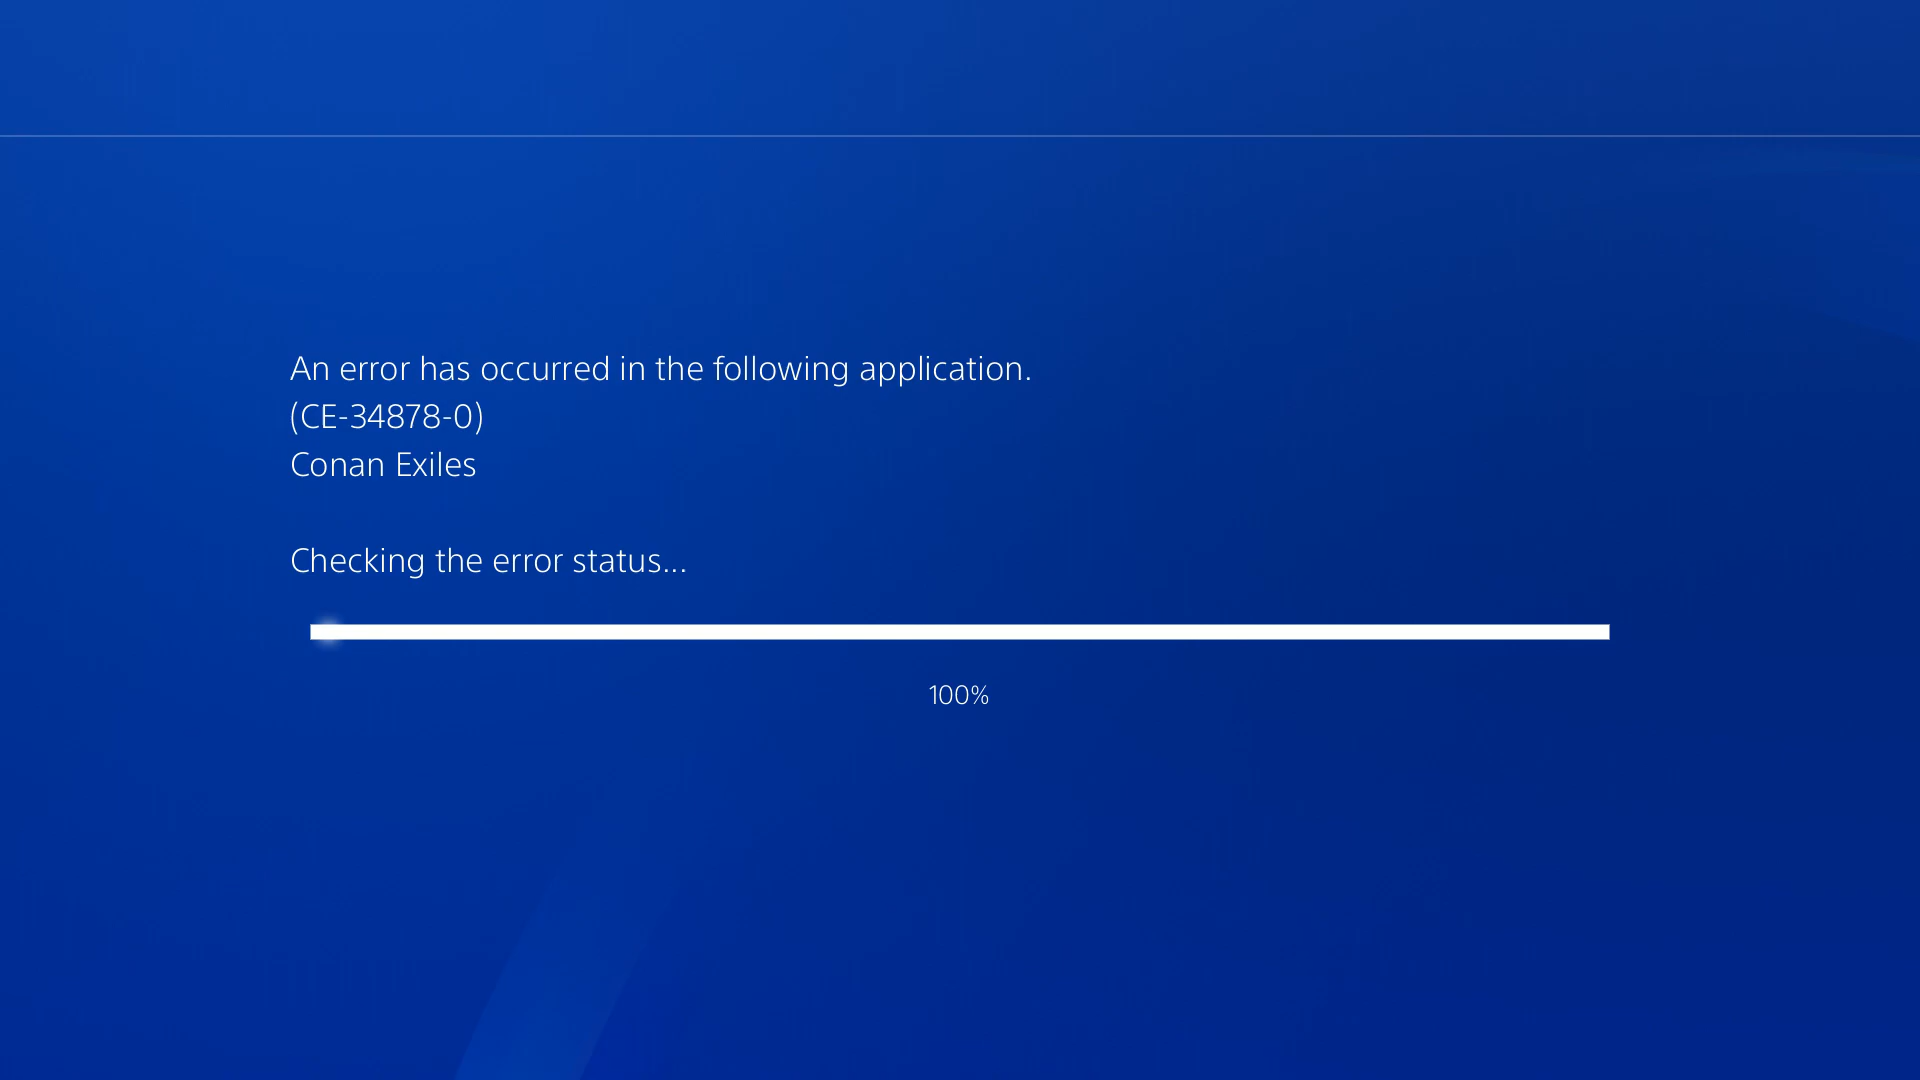 An error has occurred in the following application.
(CE-34878-0)
Conan Exiles
Checking the error status...
100%